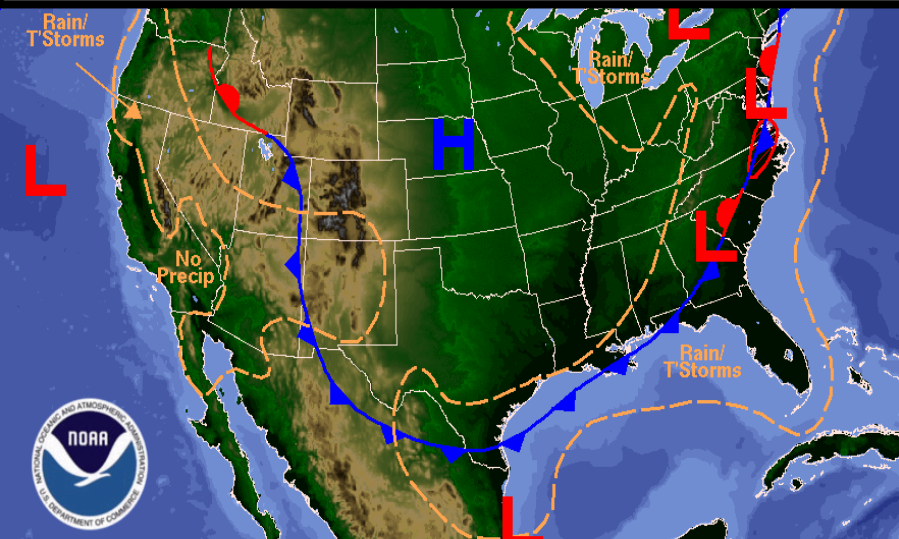 Rain/
T'Storms
Rain/
T'Storms
L
L
L
H
No
Precip
L
Rain/
T'Storms
L
NATIONAL OCEANIC AND ATMOSPHERIC ADMINISTRATION
NOAA
U.S. DEPARTMENT OF COMMERCE